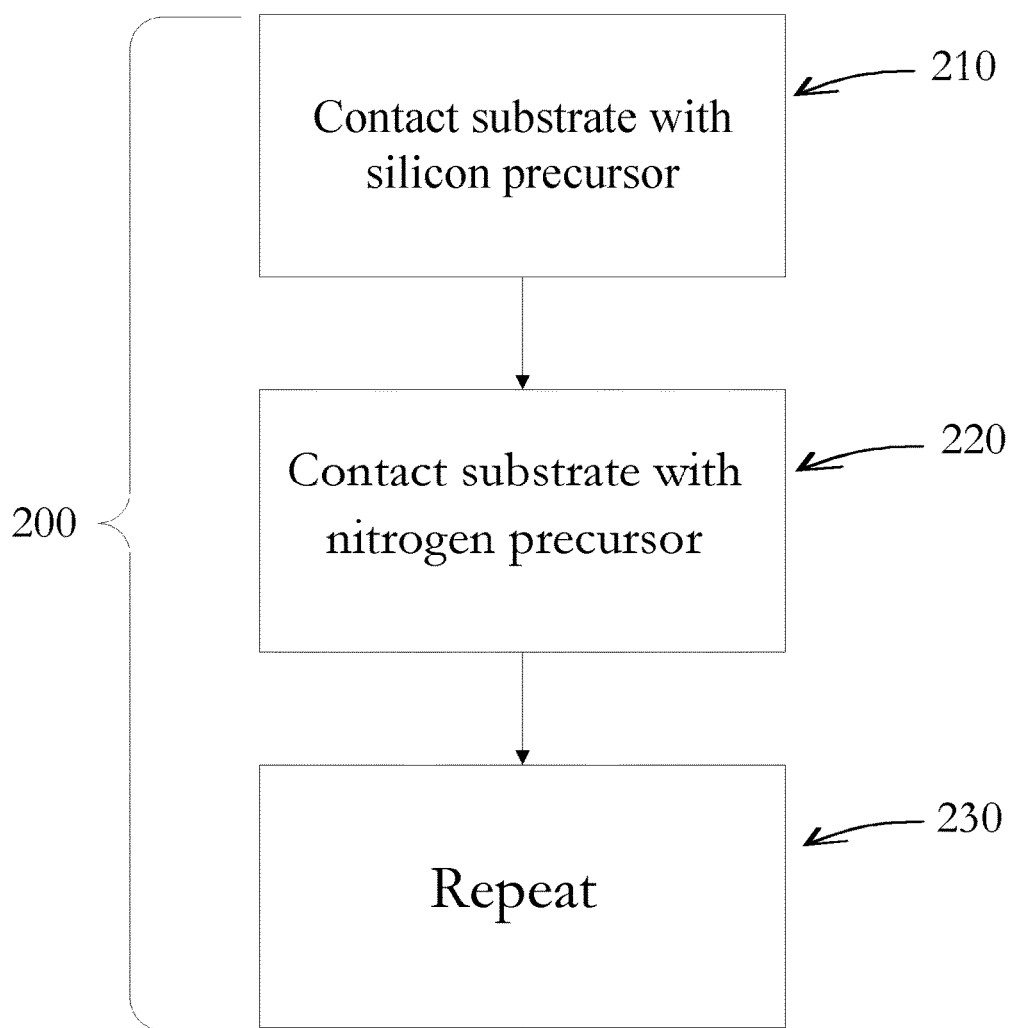 Contact substrate with
silicon precursor
210
Contact substrate with
nitrogen precursor
220
200
Repeat
230